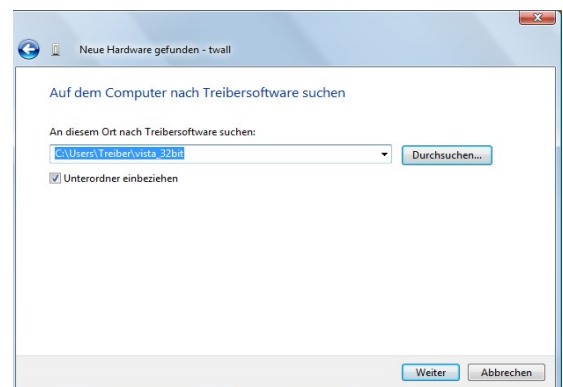 Neue Hardware gefunden - twall
Auf dem Computer nach Treibersoftware suchen
An diesem Ort nach Treibersoftware suchen:
C:\Users\Treiber\vista_32bit
Durchsuchen...
Unterordner einbeziehen
Weiter Abbrechen